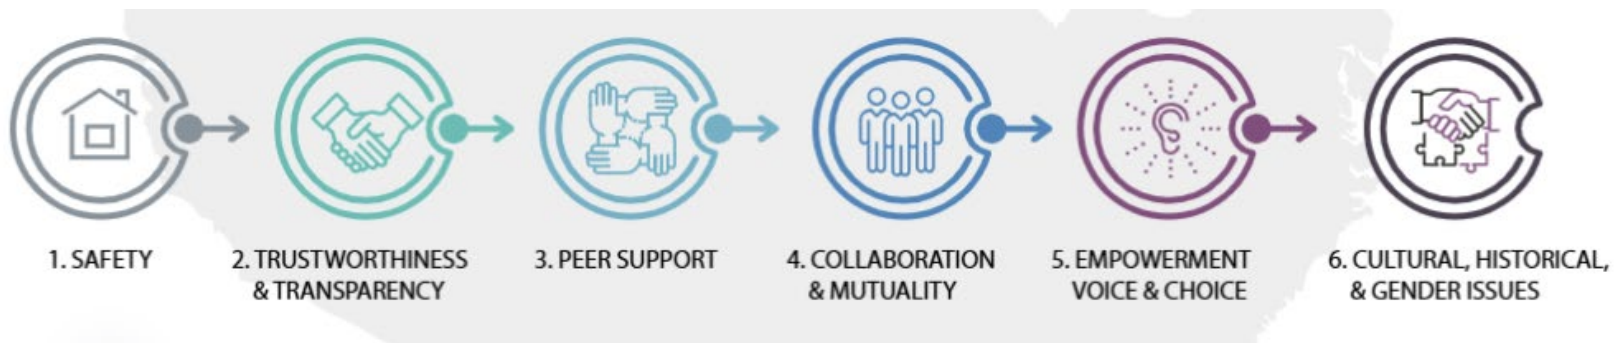 1. SAFETY
2. TRUSTWORTHINESS
& TRANSPARENCY
3. PEER SUPPORT
4. COLLABORATION
& MUTUALITY
5. EMPOWERMENT
VOICE & CHOICE
6. CULTURAL, HISTORICAL,
& GENDER ISSUES